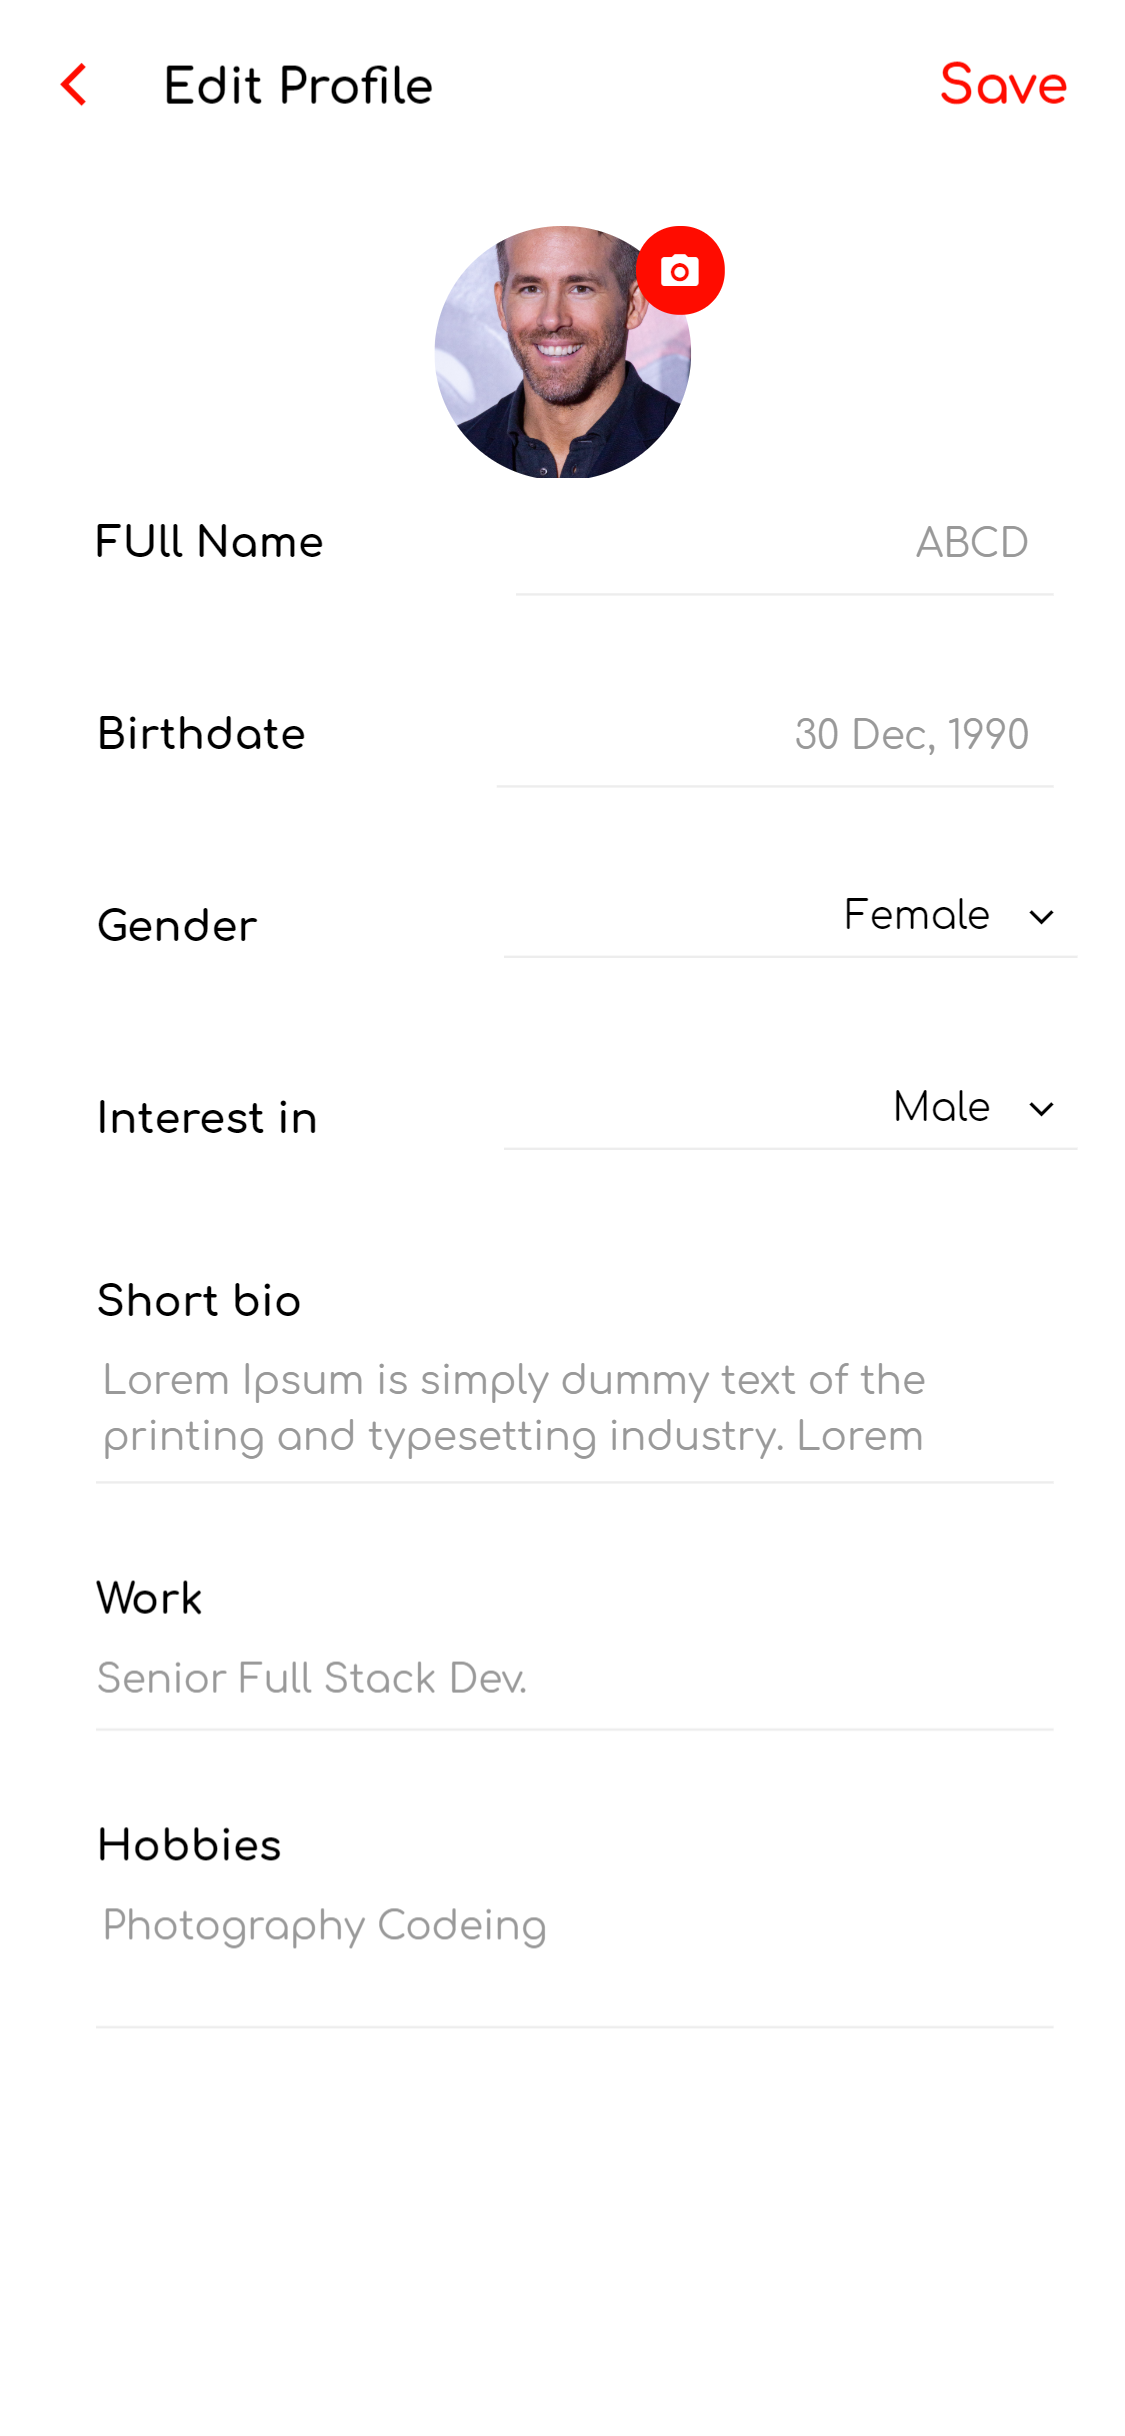 Edit Profile
Save
FUll Name
ABCD
Birthdate
30 Dec, 1990
Gender
Female
Interest in
Male
Short bio
Lorem Ipsum is simply dummy text of the
printing and typesetting industry. Lorem
Work
Senior Full Stack Dev.
Hobbies
Photography Codeing